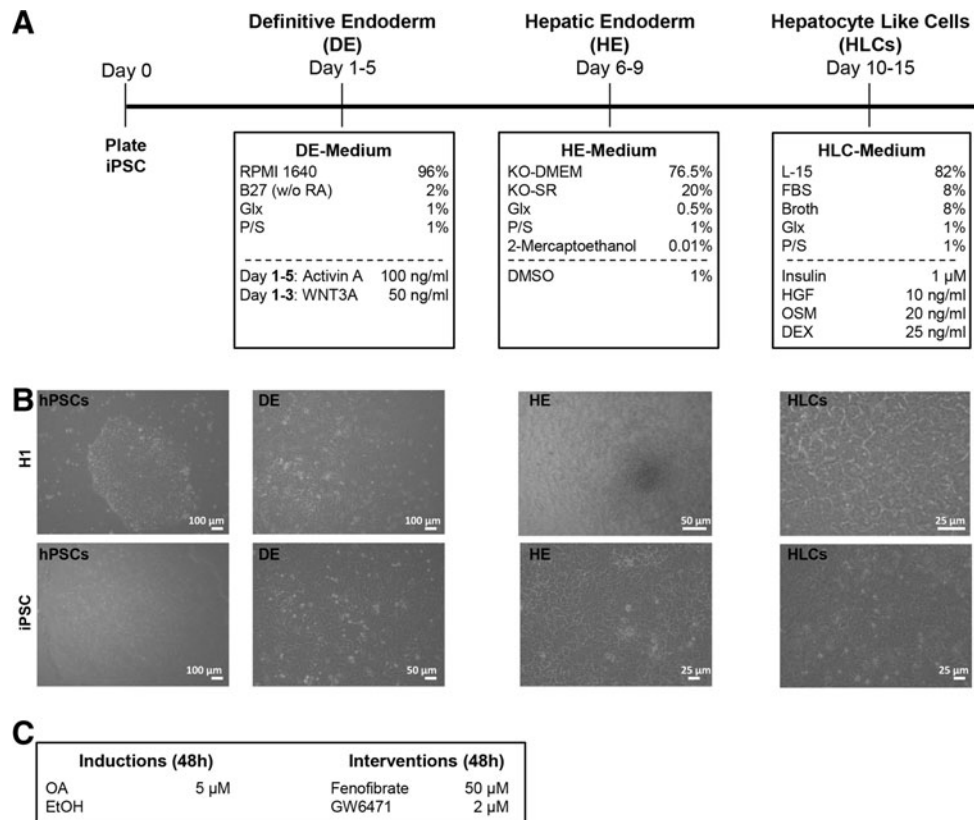 A
Definitive Endoderm
(DE)
Day 1-5
Hepatic Endoderm
(HE)
Day 6-9
Hepatocyte Like Cells
(HLCs)
Day 10-15
Day 0
Plate
iPSC
DE-Medium
RPMI 1640 96%
B27 (w/o RA) 2%
Glx 1%
P/S 1%
Day 1-5: Activin A 100 ng/ml
Day 1-3: WNT3A 50 ng/ml
HE-Medium
KO-DMEM 76.5%
KO-SR 20%
Glx 0.5%
P/S 1%
2-Mercaptoethanol 0.01%
DMSO 1%
HLC-Medium
L-15 82%
FBS 8%
Broth 8%
Glx 1%
P/S 1%
Insulin 1 µM
HGF 10 ng/ml
OSM 20 ng/ml
DEX 25 ng/ml
B
H1
hPSCs
100 µm
DE
100 µm
HE
50 µm
HLCs
25 µm
iPSC
hPSCs
100 µm
DE
50 µm
HE
25 µm
HLCs
25 µm
C
Inductions (48h)
OA 5 µM
EtOH
Interventions (48h)
Fenofibrate 50 µM
GW6471 2 µM